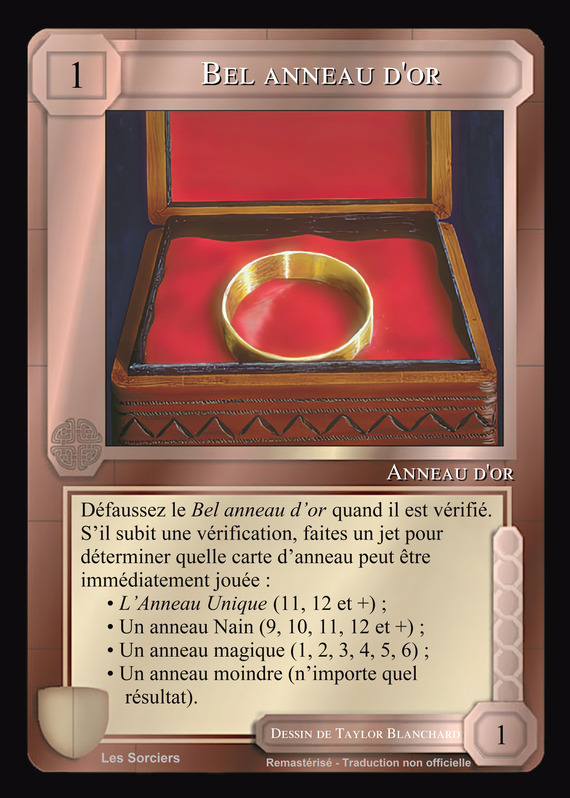 1
Bel anneau d'or
Anneau d'or
Défaussez le Bel anneau d’or quand il est vérifié.
S’il subit une vérification, faites un jet pour
déterminer quelle carte d’anneau peut être
immédiatement jouée :
• L’Anneau Unique (11, 12 et +) ;
• Un anneau Nain (9, 10, 11, 12 et +) ;
• Un anneau magique (1, 2, 3, 4, 5, 6) ;
• Un anneau moindre (n’importe quel
résultat).
Dessin de Taylor Blanchard
1
Les Sorciers
Remastérisé - Traduction non officielle